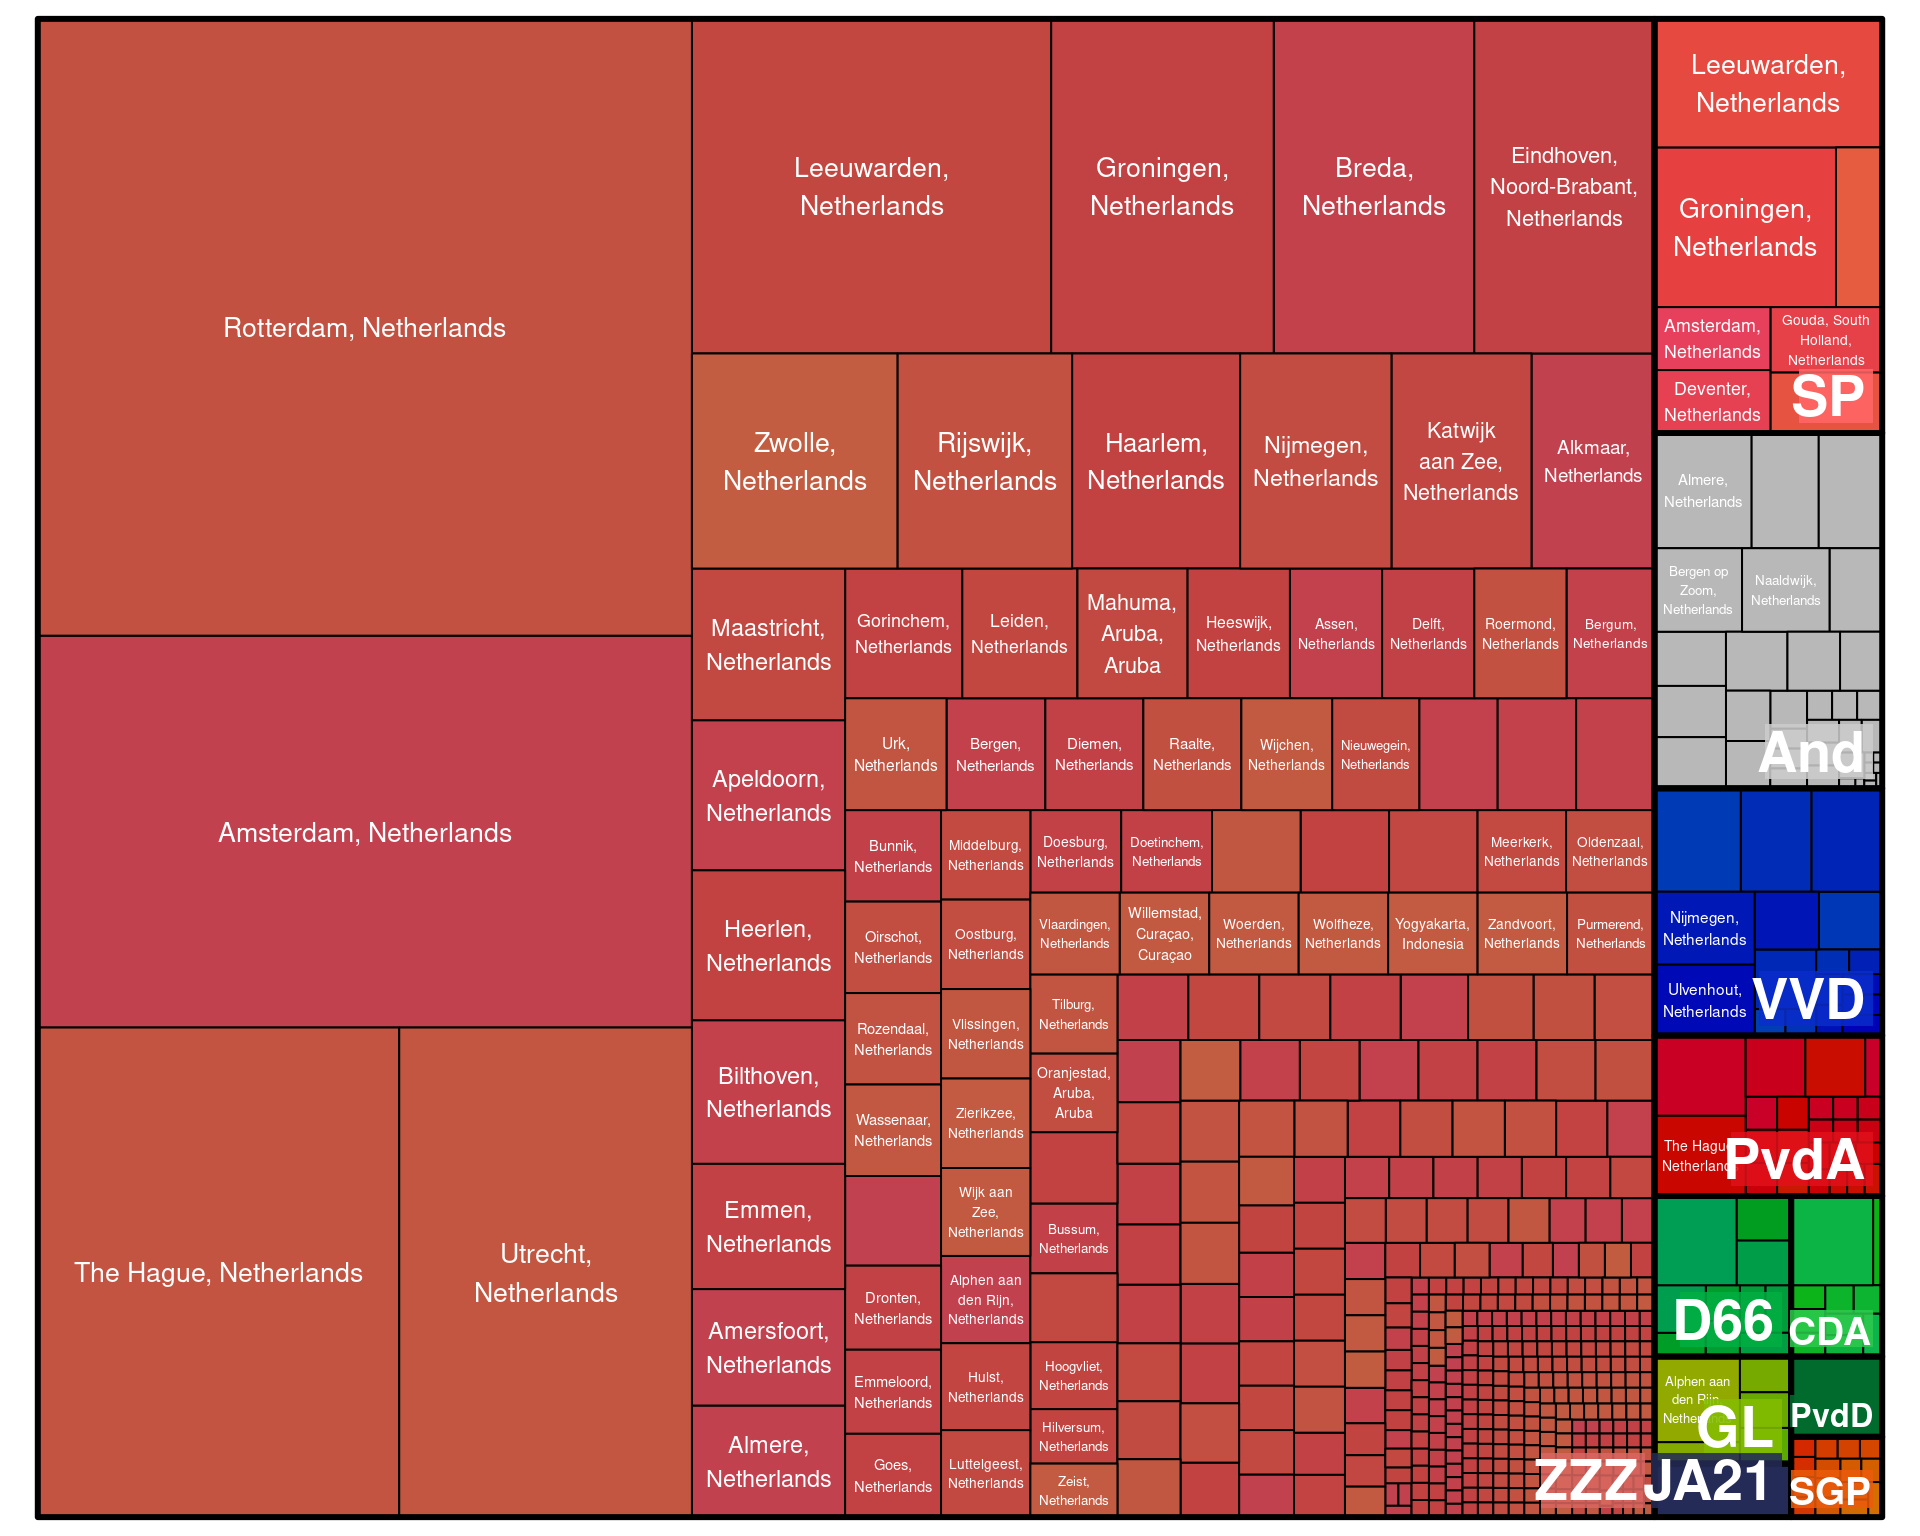 Rotterdam, Netherlands
Amsterdam, Netherlands
The Hague, Netherlands
Utrecht,
Netherlands
Leeuwarden,
Netherlands
Groningen,
Netherlands
Breda,
Netherlands
Eindhoven,
Noord-Brabant,
Netherlands
Zwolle,
Netherlands
Rijswijk,
Netherlands
Haarlem,
Netherlands
Nijmegen,
Netherlands
Katwijk
aan Zee,
Netherlands
Alkmaar,
Netherlands
Maastricht,
Netherlands
Apeldoorn,
Netherlands
Heerlen,
Netherlands
Bilthoven,
Netherlands
Emmen,
Netherlands
Amersfoort,
Netherlands
Almere,
Netherlands
Gorinchem,
Netherlands
Leiden,
Netherlands
Mahuma,
Aruba,
Aruba
Heeswijk,
Netherlands
Assen,
Netherlands
Delft,
Netherlands
Roermond,
Netherlands
Bergum,
Netherlands
Urk,
Netherlands
Bergen,
Netherlands
Diemen,
Netherlands
Raalte,
Netherlands
Wijchen,
Netherlands
Nieuwegein,
Netherlands
Bunnik,
Netherlands
Oirschot,
Netherlands
Rozendaal,
Netherlands
Wassenaar,
Netherlands
Dronten,
Netherlands
Emmeloord,
Netherlands
Goes,
Netherlands
Middelburg,
Netherlands
Oostburg,
Netherlands
Vlissingen,
Netherlands
Zierikzee,
Netherlands
Wijk aan
Zee,
Netherlands
Alphen aan
den Rijn,
Netherlands
Hulst,
Netherlands
Luttelgeest,
Netherlands
Doesburg,
Netherlands
Doetinchem,
Netherlands
Meerkerk,
Netherlands
Oldenzaal,
Netherlands
Vlaardingen,
Netherlands
Willemstad,
Curaçao,
Curaçao
Woerden,
Netherlands
Wolfheze,
Netherlands
Yogyakarta,
Indonesia
Zandvoort,
Netherlands
Purmerend,
Netherlands
Tilburg,
Netherlands
Oranjestad,
Aruba,
Aruba
Bussum,
Netherlands
Hoogvliet,
Netherlands
Hilversum,
Netherlands
Zeist,
Netherlands
ZZZ
Leeuwarden,
Netherlands
Groningen,
Netherlands
Amsterdam,
Netherlands
Gouda, South
Holland,
Netherlands
Deventer,
Netherlands
SP
Almere,
Netherlands
Bergen op
Zoom,
Netherlands
Naaldwijk,
Netherlands
And
Nijmegen,
Netherlands
Ulvenhout,
Netherlands
VVD
The Hague,
Netherlands
PvdA
D66
CDA
Alphen aan
den Rijn,
Netherlands
GL
PvdD
JA21
SGP